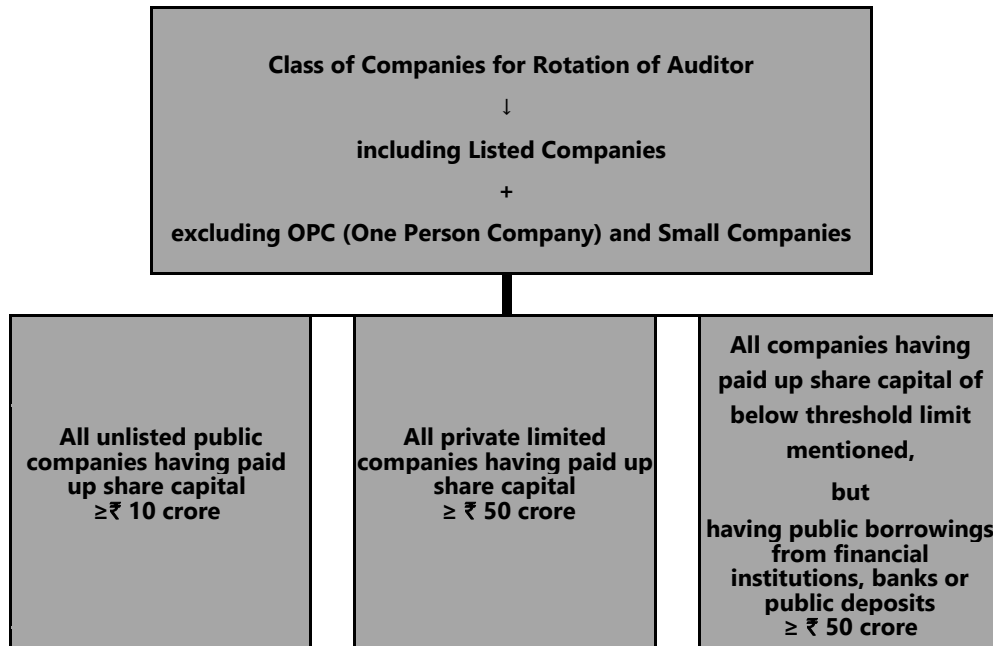 Class of Companies for Rotation of Auditor
↓
including Listed Companies
+
excluding OPC (One Person Company) and Small Companies
All unlisted public
companies having paid
up share capital
≥₹ 10 crore
All private limited
companies having paid up
share capital
≥ ₹ 50 crore
All companies having
paid up share capital of
below threshold limit
mentioned,
but
having public borrowings
from financial
institutions, banks or
public deposits
≥ ₹ 50 crore